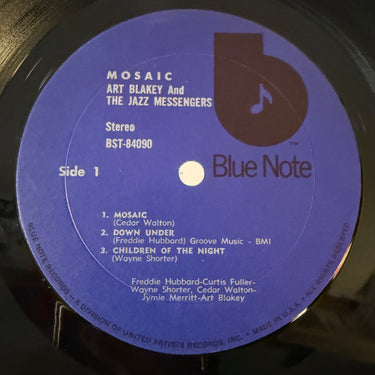 MOSAIC
ART BLAKEY And
THE JAZZ MESSENGERS
Stereo
BST-84090
Side 1
TM
Blue Note
1. MOSAIC
(Cedar Walton)
2. DOWN UNDER
(Freddie Hubbard) Groove Music - BMI
3. CHILDREN OF THE NIGHT
(Wayne Shorter)
Freddie Hubbard-Curtis Fuller-
Wayne Shorter, Cedar Walton-
Jymie Merritt-Art Blakey
BLUE NOTE RECORDS - A DIVISION OF UNITED ARTISTS RECORDS, INC. • MADE IN U.S.A. • ALL RIGHTS RESERVED